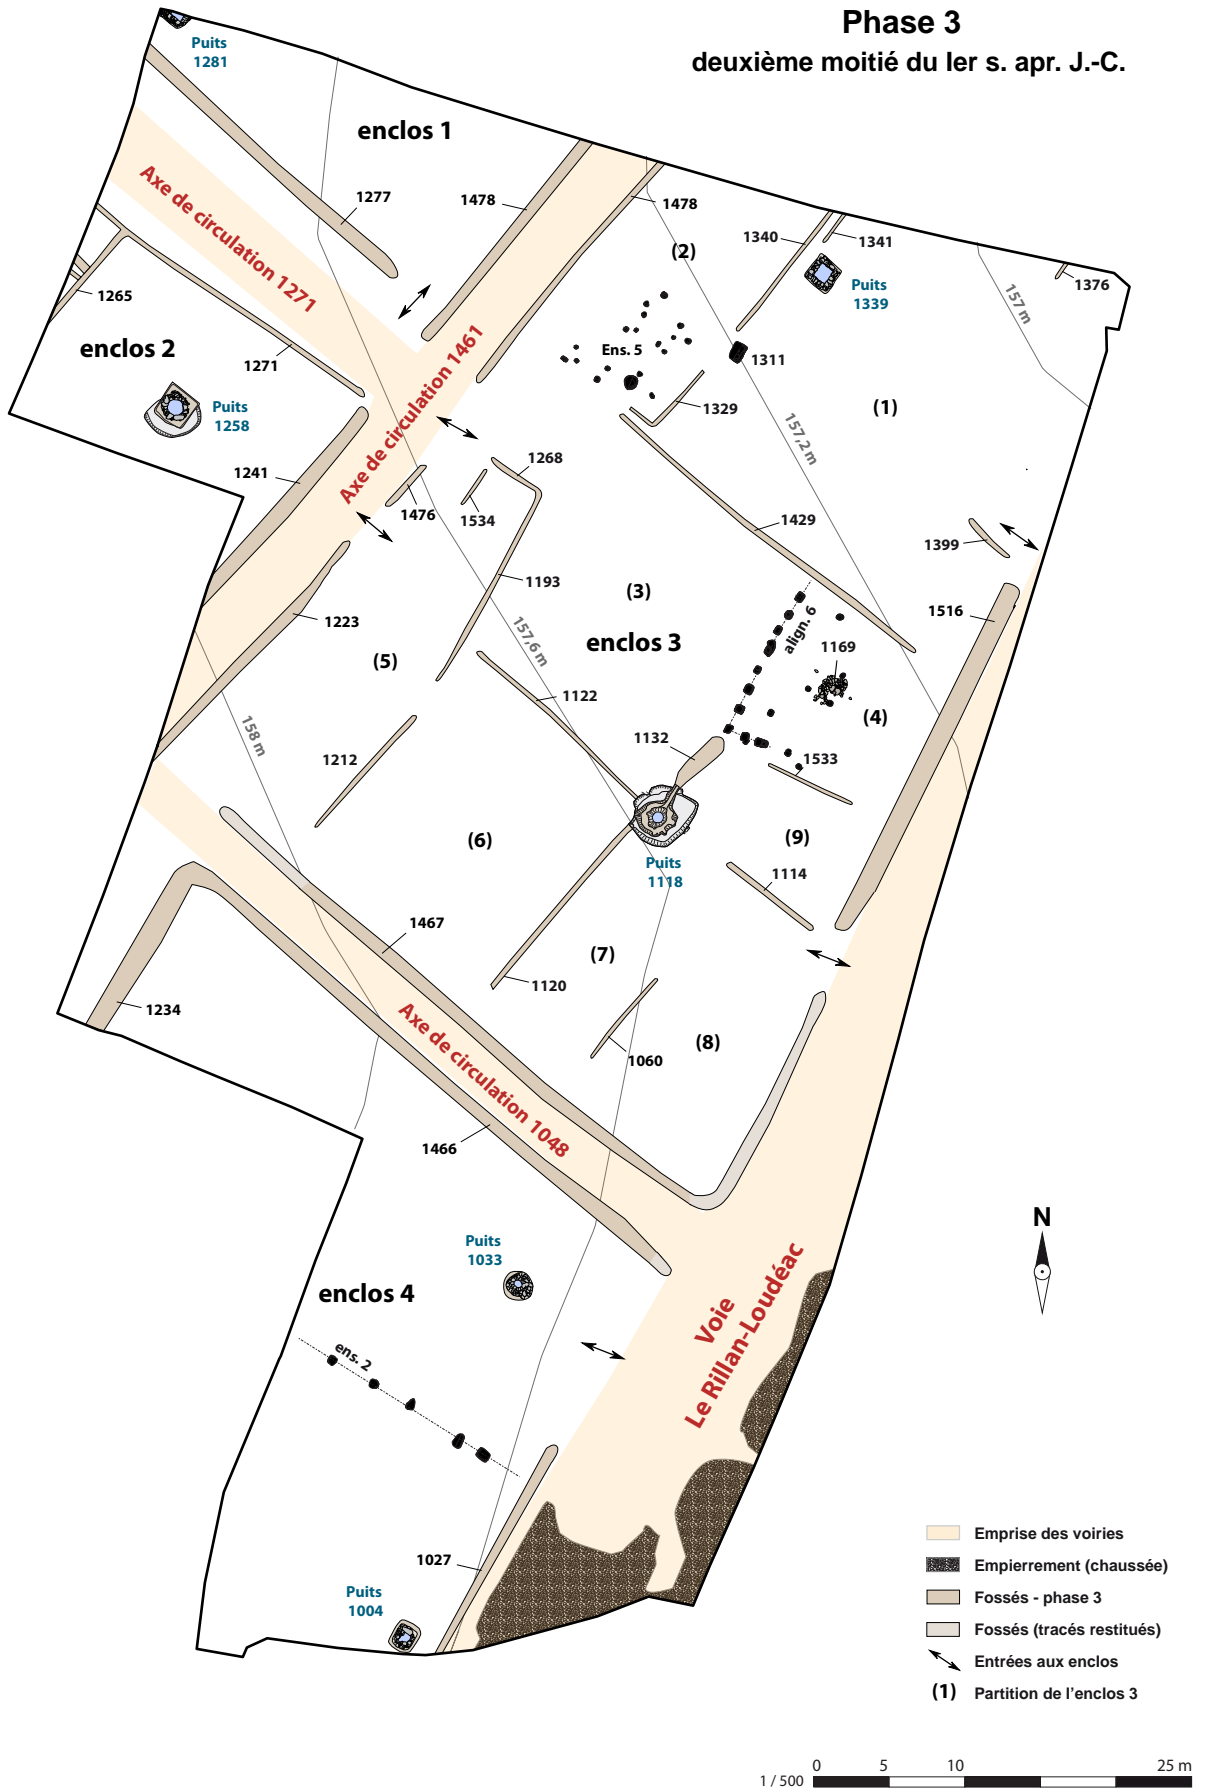 Phase 3
deuxième moitié du Ier s. apr. J.-C.
Puits
1281
enclos 1
Axe de circulation 1271
1277
1478
1478
(2)
1340
1341
Puits
1339
1376
157 m
1265
enclos 2
1271
Ens. 5
1311
1329
(1)
Puits
1258
Axe de circulation 1461
157,2 m
1241
1268
1476
1534
1429
1399
1193
(3)
1516
1223
157,6 m
enclos 3
align. 6
1169
(5)
1122
(4)
158 m
1132
1212
1533
(6)
(9)
Puits
1118
1114
1467
(7)
1120
1234
Axe de circulation 1048
1060
(8)
1466
N
Puits
1033
enclos 4
Voie
Le Rillan-Loudéac
ens. 2
1027
Puits
1004
Emprise des voiries
Empierrement (chaussée)
Fossés - phase 3
Fossés (tracés restitués)
Entrées aux enclos
(1) Partition de l'enclos 3
0 5 10 25 m
1 / 500